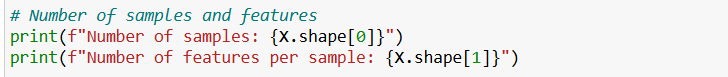 # Number of samples and features
print(f"Number of samples: {X.shape[0]}")
print(f"Number of features per sample: {X.shape[1]}")